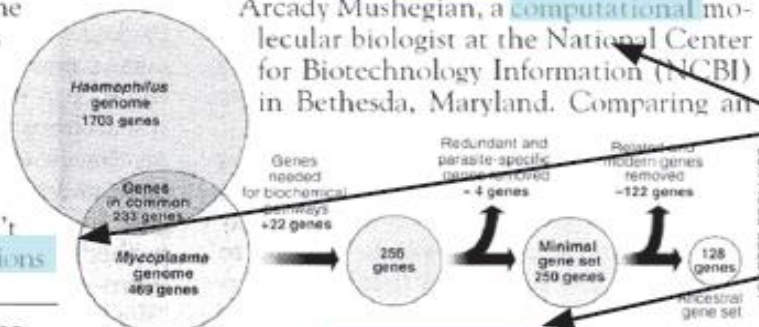 Arcady Mushegian, a computational mo-
lecular biologist at the National Center
for Biotechnology Information (NCBI)
in Bethesda, Maryland. Comparing an
Haemophilus
genome
1703 genes
Genes
in common
233 genes
Mycoplasma
genome
469 genes
Genes
needed
for biochemical
pathways
+22 genes
256
genes
Redundant and
parasite-specific
genes removed
– 4 genes
Minimal
gene set
250 genes
Related and
modern genes
removed
–122 genes
128
genes
Ancestral
gene set
't
ions